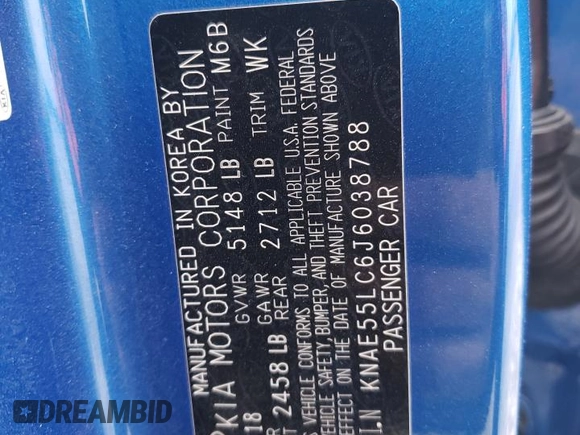 MANUFACTURED IN KOREA BY
KIA MOTORS CORPORATION
18 GVWR 5148 LB PAINT M6B
GAWR 2712 LB TRIM WK
2458 LB REAR
VEHICLE CONFORMS TO ALL APPLICABLE U.S.A. FEDERAL
VEHICLE SAFETY, BUMPER, AND THEFT PREVENTION STANDARDS
EFFECT ON THE DATE OF MANUFACTURE SHOWN ABOVE
KNAE55LC6J6038788
PASSENGER CAR
DREAMBID